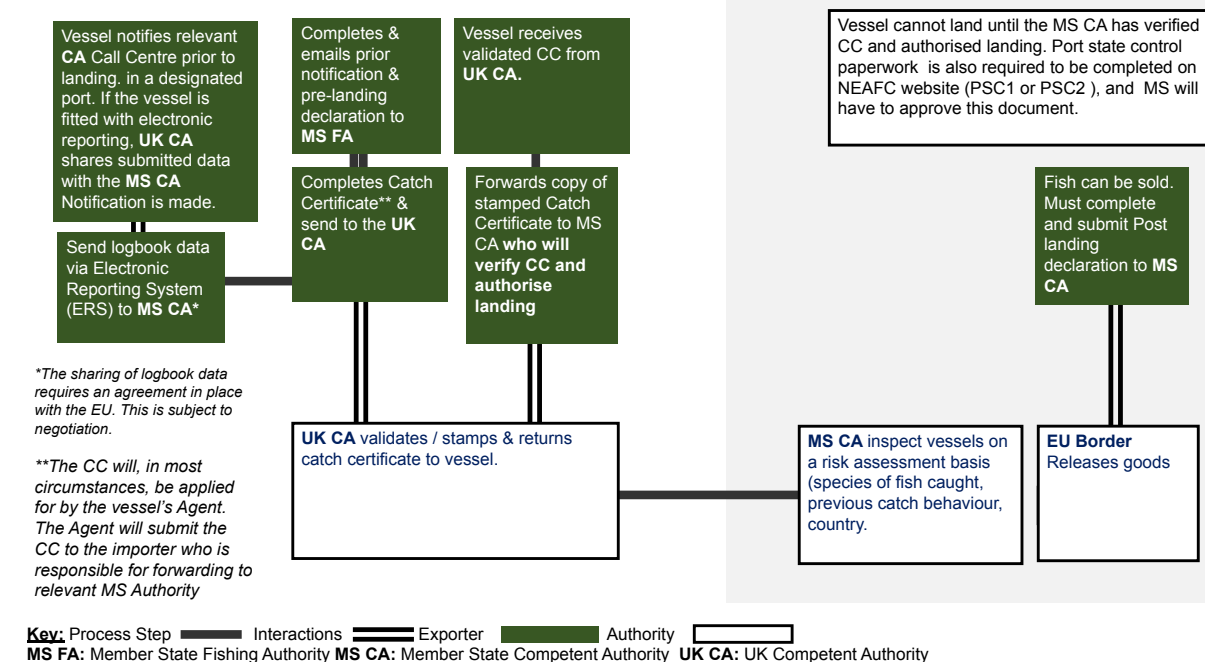 Vessel notifies relevant
CA Call Centre prior to
landing. in a designated
port. If the vessel is
fitted with electronic
reporting, UK CA
shares submitted data
with the MS CA
Notification is made.
Send logbook data
via Electronic
Reporting System
(ERS) to MS CA*
Completes &
emails prior
notification &
pre-landing
declaration to
MS FA
Completes Catch
Certificate** &
send to the UK
CA
Vessel receives
validated CC from
UK CA.
Forwards copy of
stamped Catch
Certificate to MS
CA who will
verify CC and
authorise
landing
Vessel cannot land until the MS CA has verified
CC and authorised landing. Port state control
paperwork is also required to be completed on
NEAFC website (PSC1 or PSC2 ), and MS will
have to approve this document.
Fish can be sold.
Must complete
and submit Post
landing
declaration to MS
CA
*The sharing of logbook data
requires an agreement in place
with the EU. This is subject to
negotiation.
**The CC will, in most
circumstances, be applied
for by the vessel's Agent.
The Agent will submit the
CC to the importer who is
responsible for forwarding to
relevant MS Authority
UK CA validates / stamps & returns
catch certificate to vessel.
MS CA inspect vessels on
a risk assessment basis
(species of fish caught,
previous catch behaviour,
country.
EU Border
Releases goods
Key: Process Step Interactions Exporter Authority
MS FA: Member State Fishing Authority MS CA: Member State Competent Authority UK CA: UK Competent Authority